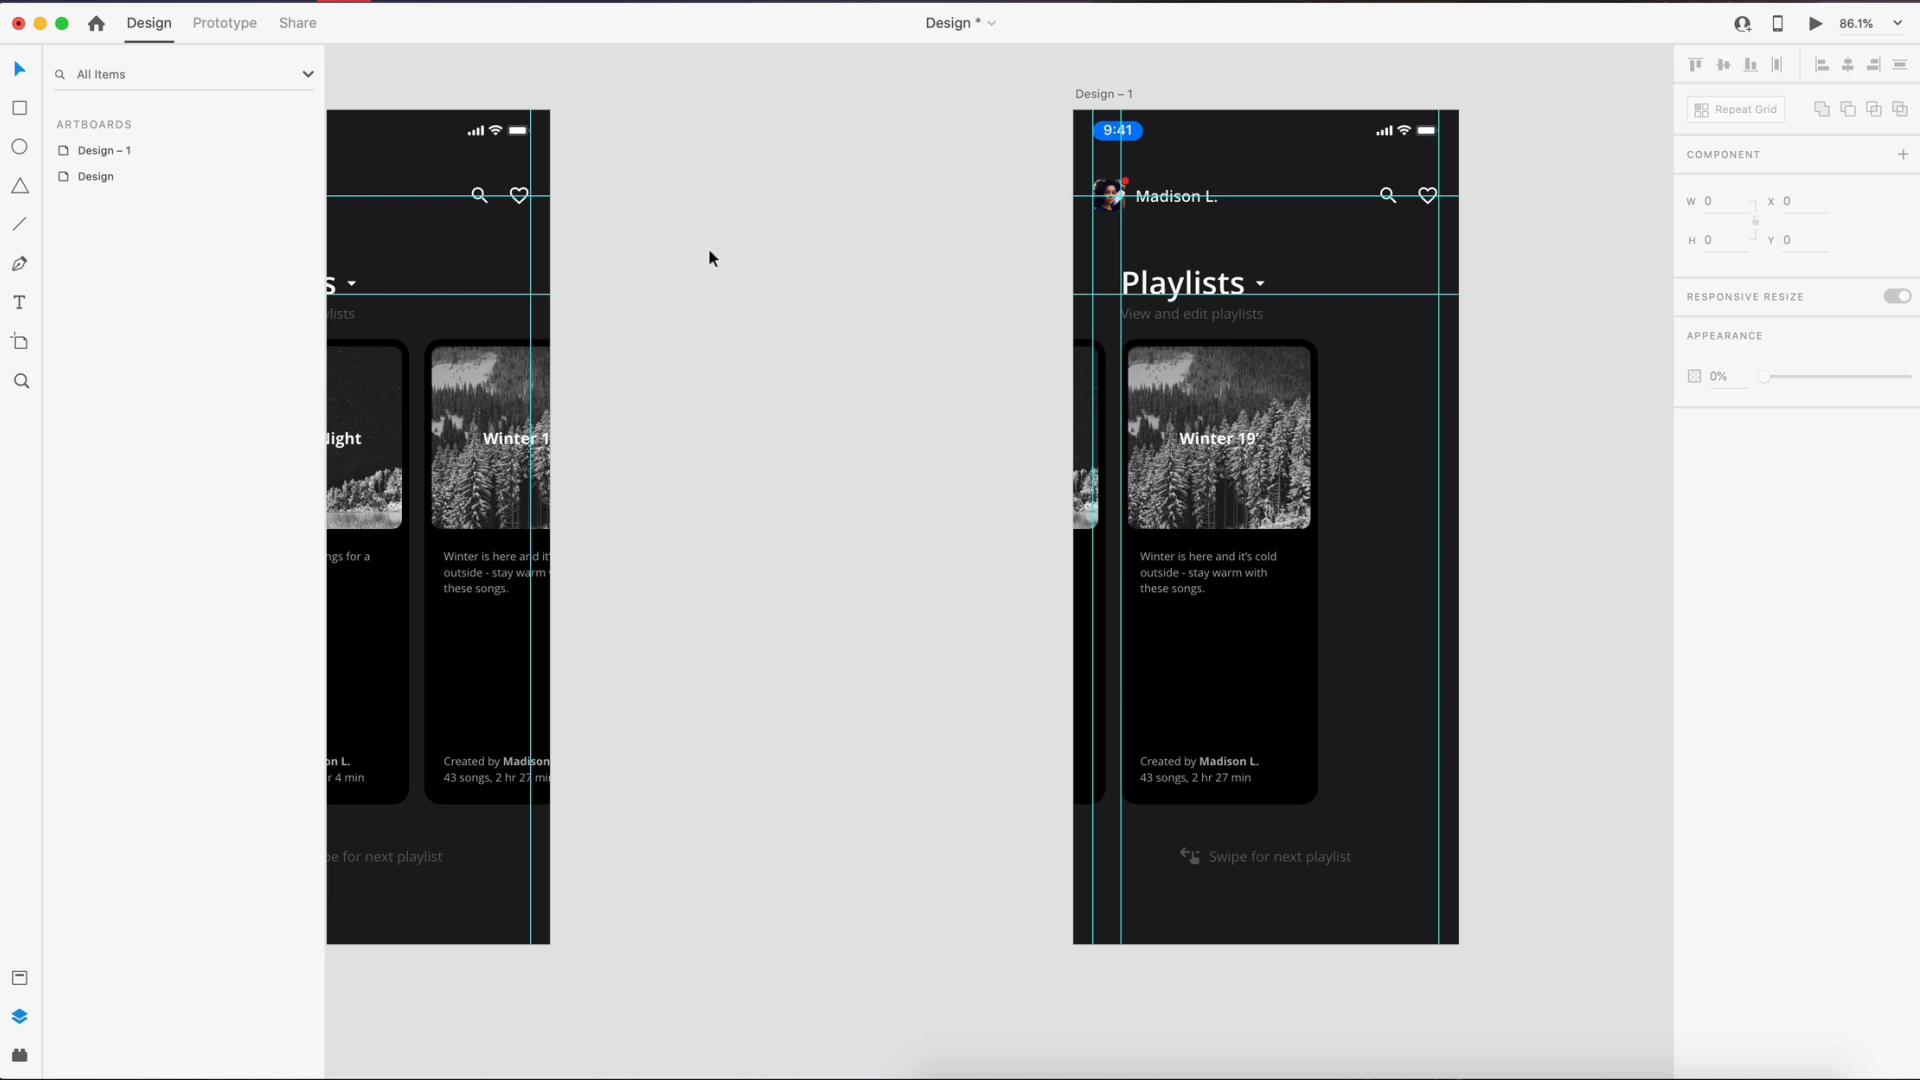 Design
Prototype
Share
Design *
86.1%
All Items
ARTBOARDS
Design – 1
Design
s
lists
Night
ngs for a
on L.
r 4 min
Winter 1
Winter is here and it's
outside - stay warm
these songs.
Created by Madison
43 songs, 2 hr 27 min
pe for next playlist
Design – 1
9:41
Madison L.
Playlists
View and edit playlists
Winter 19'
Winter is here and it's cold
outside - stay warm with
these songs.
Created by Madison L.
43 songs, 2 hr 27 min
Swipe for next playlist
Repeat Grid
COMPONENT
W 0 X 0
H 0 Y 0
RESPONSIVE RESIZE
APPEARANCE
0%